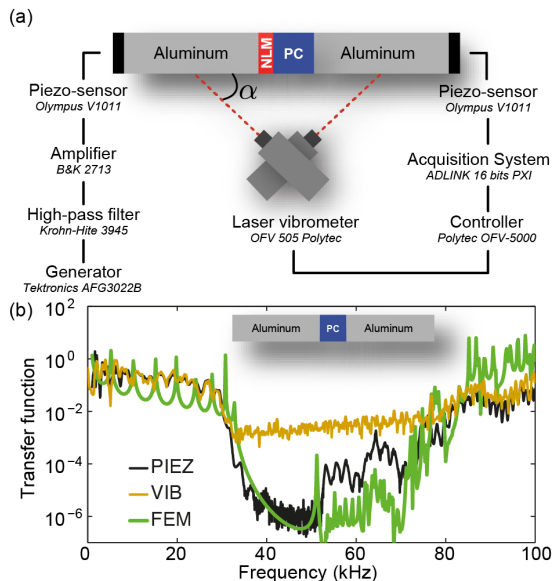 (a)
Aluminum NLM PC Aluminum
α
Piezo-sensor
Olympus V1011
Amplifier
B&K 2713
High-pass filter
Krohn-Hite 3945
Generator
Tektronics AFG3022B
Laser vibrometer
OFV 505 Polytec
Piezo-sensor
Olympus V1011
Acquisition System
ADLINK 16 bits PXI
Controller
Polytec OFV-5000
(b)
Aluminum PC Aluminum
Transfer function
10^2
10^0
10^-2
10^-4
10^-6
PIEZ
VIB
FEM
0 20 40 60 80 100
Frequency (kHz)